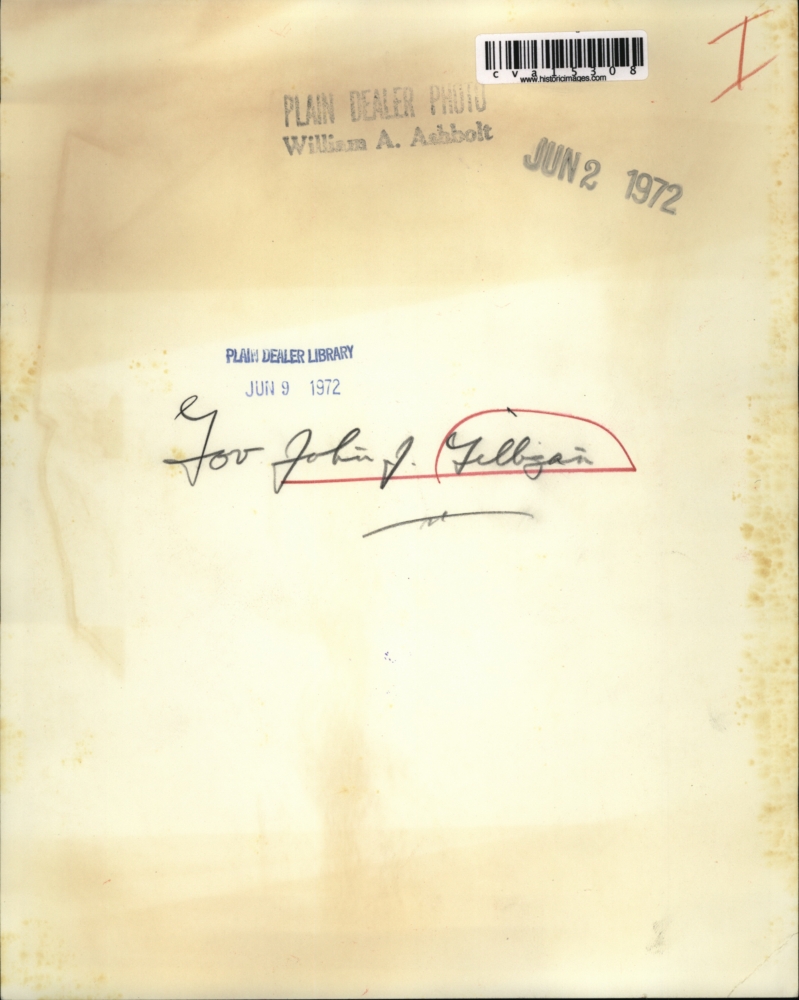 cva15308
www.historicimages.com
I
PLAIN DEALER PHOTO
William A. Ashbolt
JUN 2 1972
PLAIN DEALER LIBRARY
JUN 9 1972
Gov John J. Gilligan